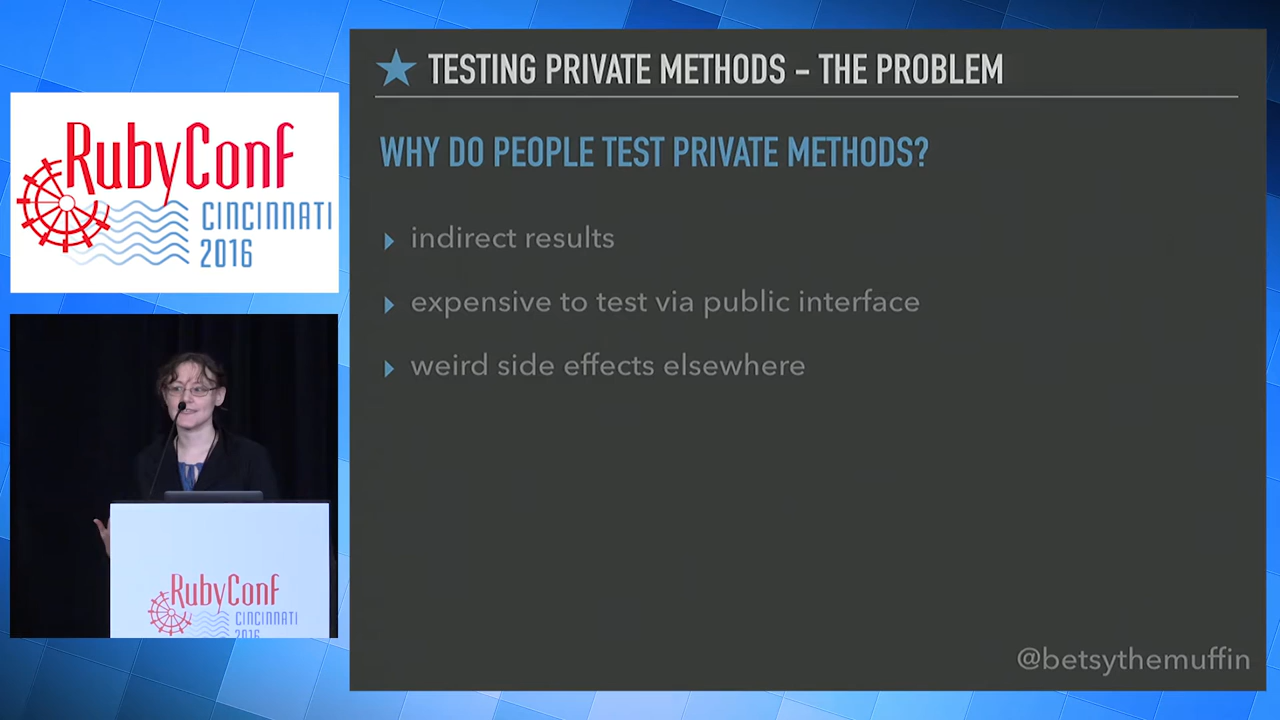 RubyConf
CINCINNATI
2016
TESTING PRIVATE METHODS – THE PROBLEM
WHY DO PEOPLE TEST PRIVATE METHODS?
indirect results
expensive to test via public interface
weird side effects elsewhere
@betsythemuffin
RubyConf
CINCINNATI
2016